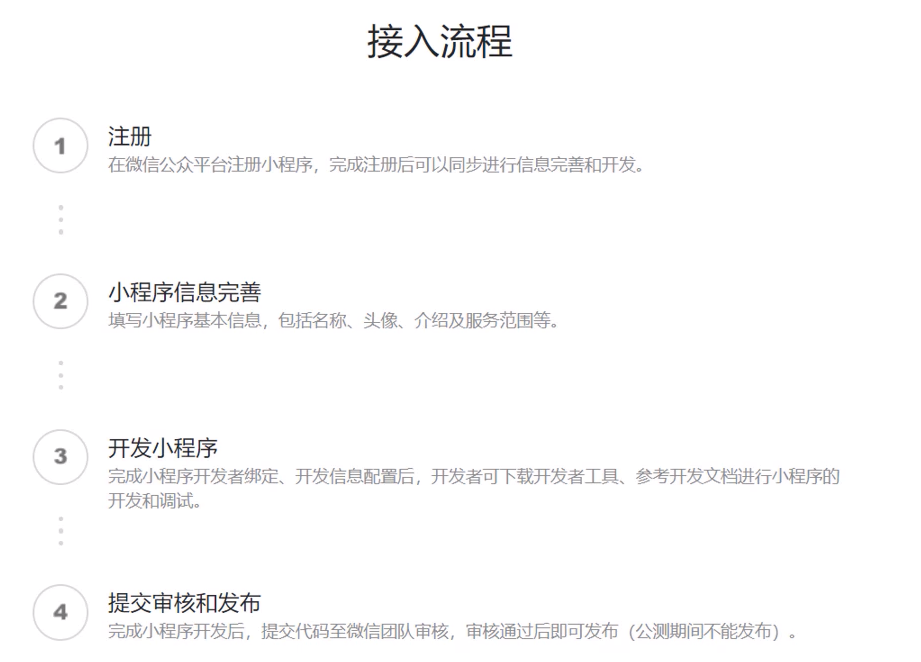 接入流程
1
注册
在微信公众平台注册小程序，完成注册后可以同步进行信息完善和开发。
2
小程序信息完善
填写小程序基本信息，包括名称、头像、介绍及服务范围等。
3
开发小程序
完成小程序开发者绑定、开发信息配置后，开发者可下载开发者工具、参考开发文档进行小程序的
开发和调试。
4
提交审核和发布
完成小程序开发后，提交代码至微信团队审核，审核通过后即可发布（公测期间不能发布）。